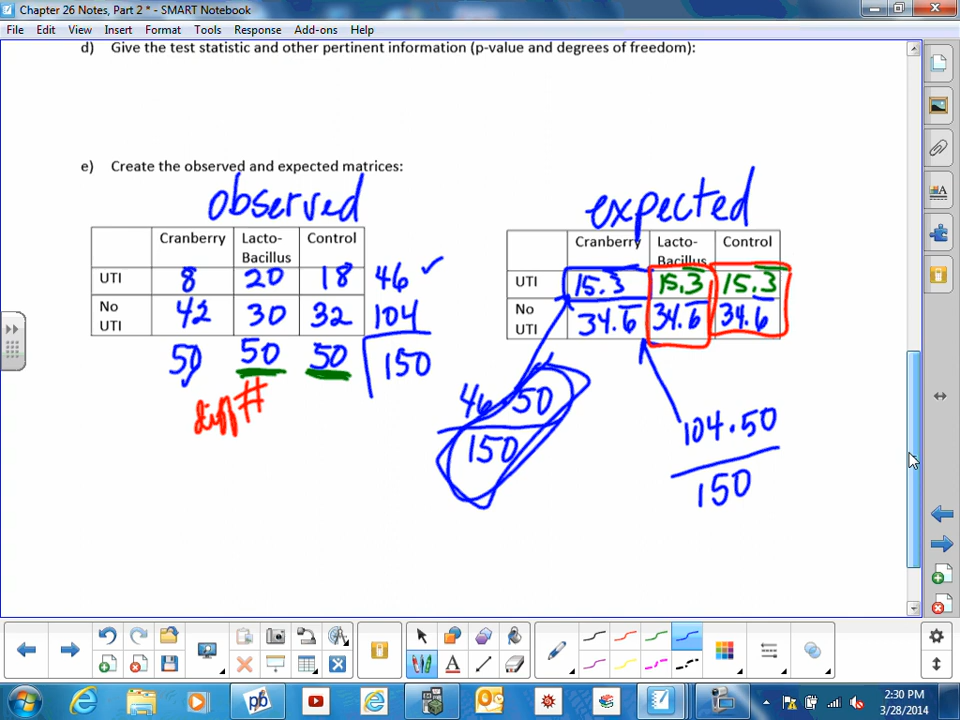 Chapter 26 Notes, Part 2 * - SMART Notebook
File Edit View Insert Format Tools Response Add-ons Help
d) Give the test statistic and other pertinent information (p-value and degrees of freedom):
e) Create the observed and expected matrices:
observed
expected
Cranberry Lacto-Bacillus Control
UTI 8 20 18 46 ✓
No UTI 42 30 32 104
50 50 50 150
diff #
Cranberry Lacto-Bacillus Control
UTI 15.3̅ 15.3̅ 15.3̅
No UTI 34.6̅ 34.6̅ 34.6̅
46 · 50
150
104 · 50
150
A
pb
2:30 PM
3/28/2014